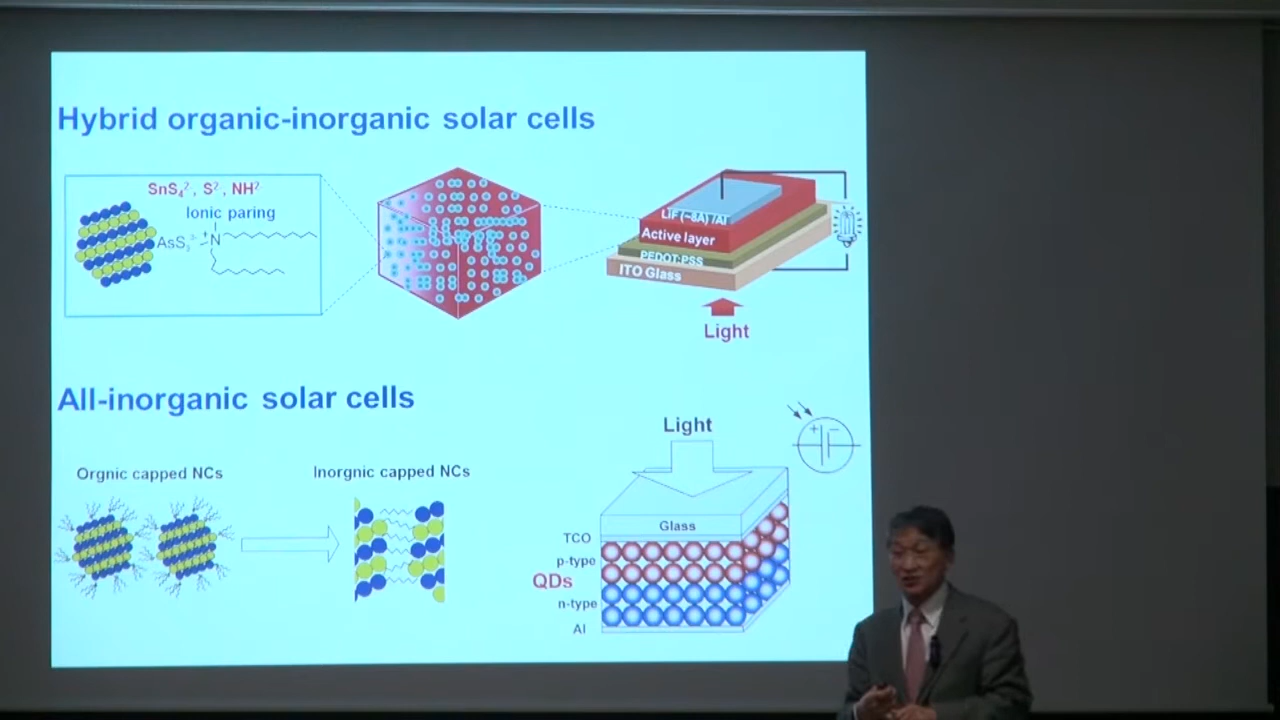 Hybrid organic-inorganic solar cells
SnS₄²⁻, S²⁻, NH²⁻
Ionic paring
AsS₃³⁻ – N⁺
LiF (~8A) /Al
Active layer
PEDOT:PSS
ITO Glass
Light
All-inorganic solar cells
Orgnic capped NCs
Inorgnic capped NCs
Light
+ −
Glass
TCO
p-type
QDs
n-type
Al